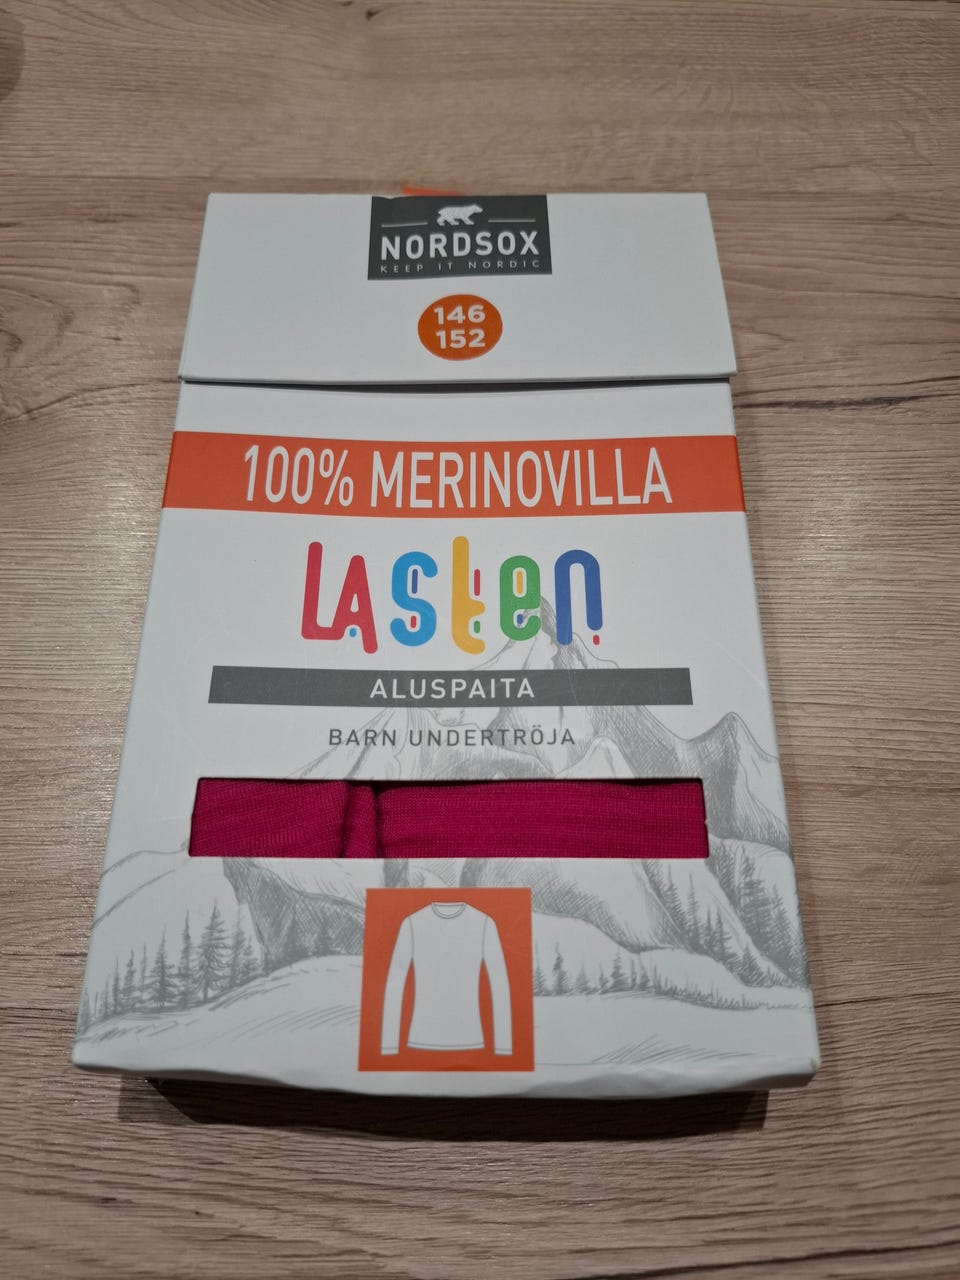 NORDSOX
KEEP IT NORDIC
146
152
100% MERINOVILLA
Lasten
ALUSPAITA
BARN UNDERTRÖJA